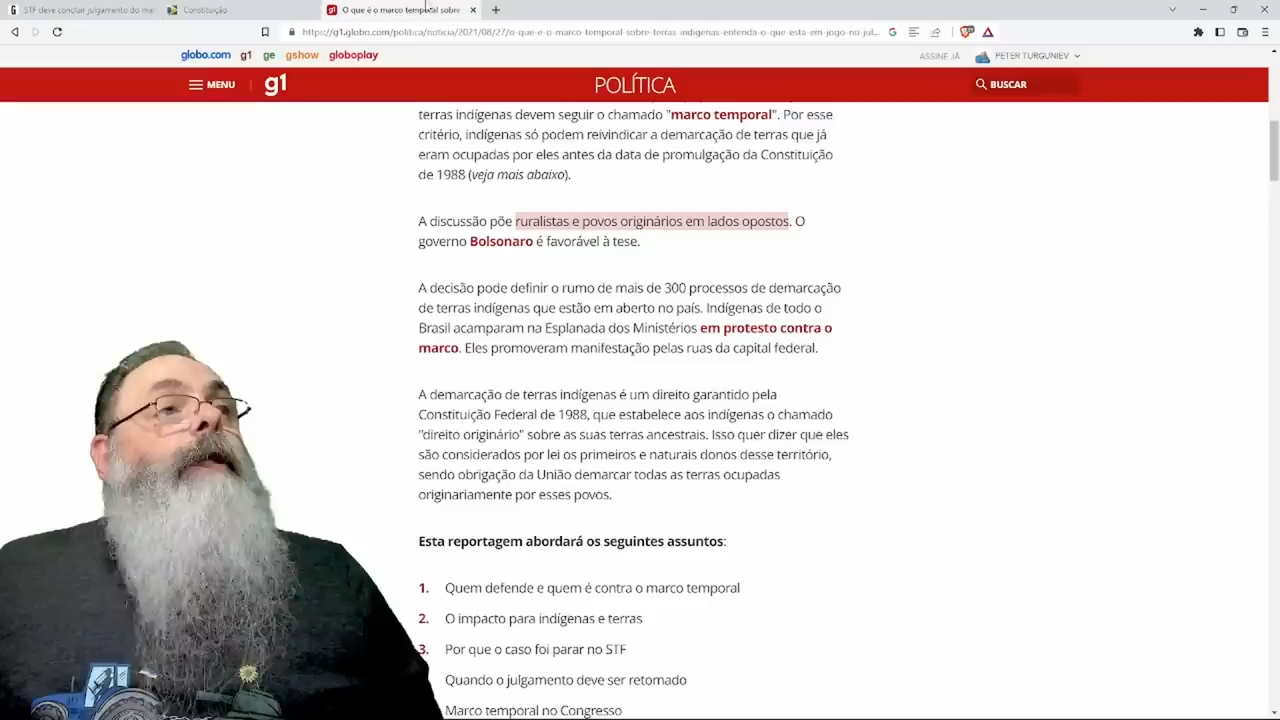 STF deve concluir julgamento do mar
Constituição
O que é o marco temporal sobre
https://g1.globo.com/politica/noticia/2021/08/27/o-que-e-o-marco-temporal-sobre-terras-indigenas-entenda-o-que-esta-em-jogo-no-jul...
globo.com g1 ge gshow globoplay
ASSINE JÁ PETER TURGUNIEV
MENU g1 POLÍTICA BUSCAR
terras indígenas devem seguir o chamado "marco temporal". Por esse
critério, indígenas só podem reivindicar a demarcação de terras que já
eram ocupadas por eles antes da data de promulgação da Constituição
de 1988 (veja mais abaixo).
A discussão põe ruralistas e povos originários em lados opostos. O
governo Bolsonaro é favorável à tese.
A decisão pode definir o rumo de mais de 300 processos de demarcação
de terras indígenas que estão em aberto no país. Indígenas de todo o
Brasil acamparam na Esplanada dos Ministérios em protesto contra o
marco. Eles promoveram manifestação pelas ruas da capital federal.
A demarcação de terras indígenas é um direito garantido pela
Constituição Federal de 1988, que estabelece aos indígenas o chamado
"direito originário" sobre as suas terras ancestrais. Isso quer dizer que eles
são considerados por lei os primeiros e naturais donos desse território,
sendo obrigação da União demarcar todas as terras ocupadas
originariamente por esses povos.
Esta reportagem abordará os seguintes assuntos:
1. Quem defende e quem é contra o marco temporal
2. O impacto para indígenas e terras
3. Por que o caso foi parar no STF
Quando o julgamento deve ser retomado
Marco temporal no Congresso